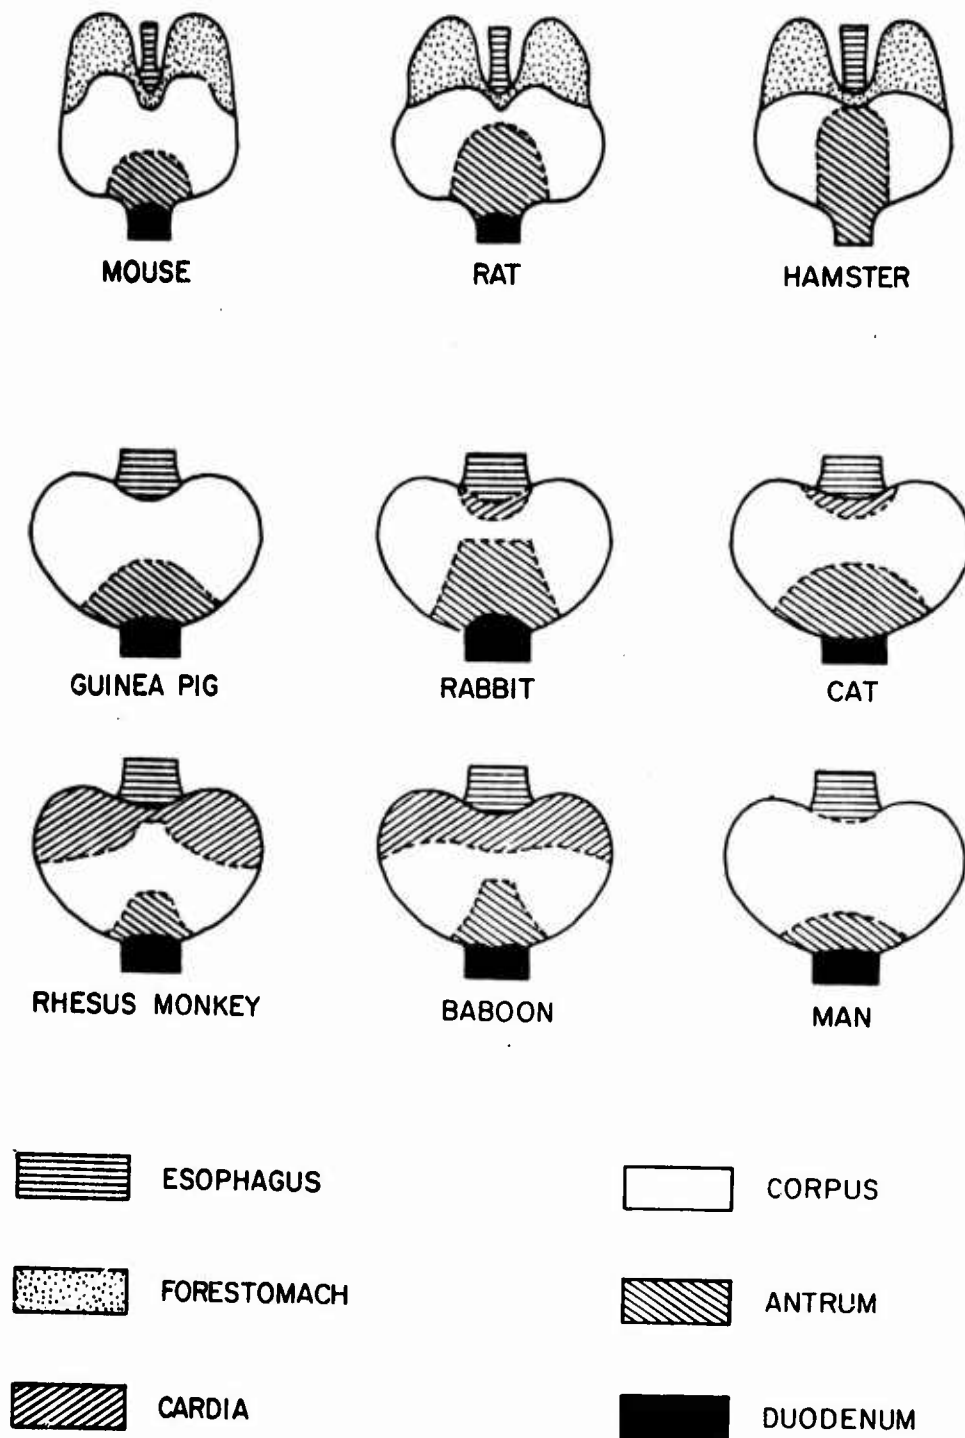 MOUSE
RAT
HAMSTER
GUINEA PIG
RABBIT
CAT
RHESUS MONKEY
BABOON
MAN
ESOPHAGUS
CORPUS
FORESTOMACH
ANTRUM
CARDIA
DUODENUM